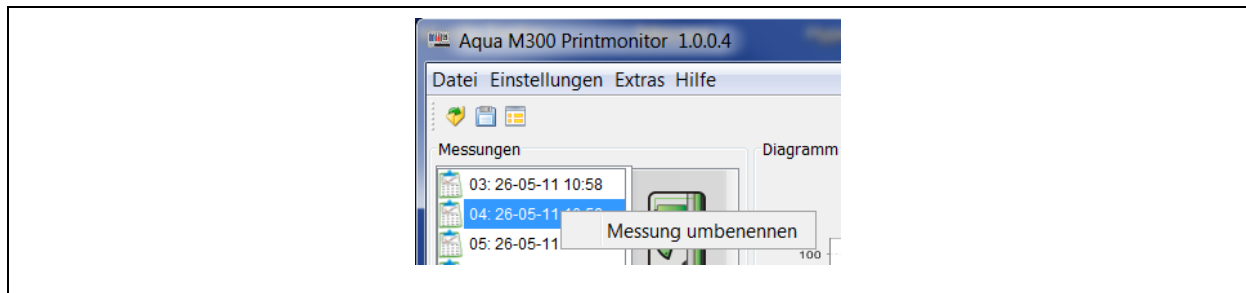 Aqua M300 Printmonitor 1.0.0.4
Datei Einstellungen Extras Hilfe
Messungen
Diagramm
03: 26-05-11 10:58
04: 26-05-11
Messung umbenennen
05: 26-05-11
100